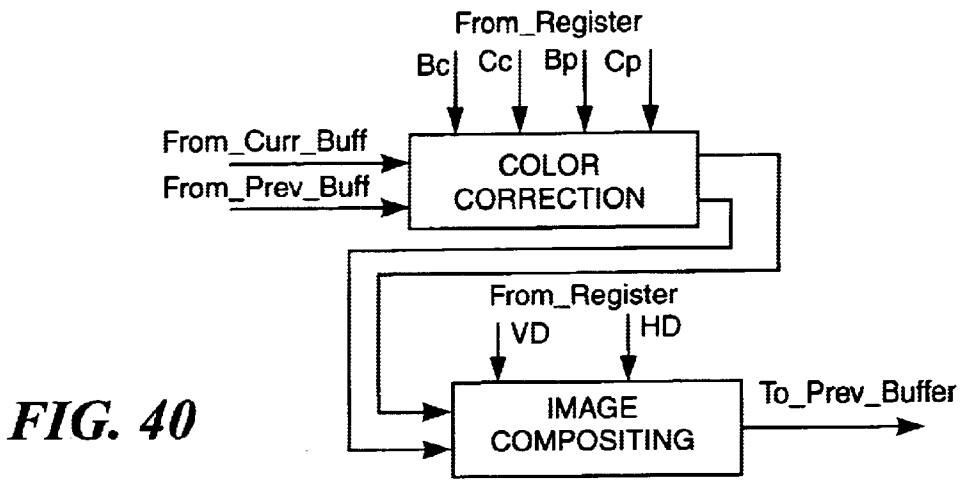 From_Register
Bc Cc Bp Cp
From_Curr_Buff
From_Prev_Buff
COLOR
CORRECTION
From_Register
VD HD
IMAGE
COMPOSITING
To_Prev_Buffer
FIG. 40